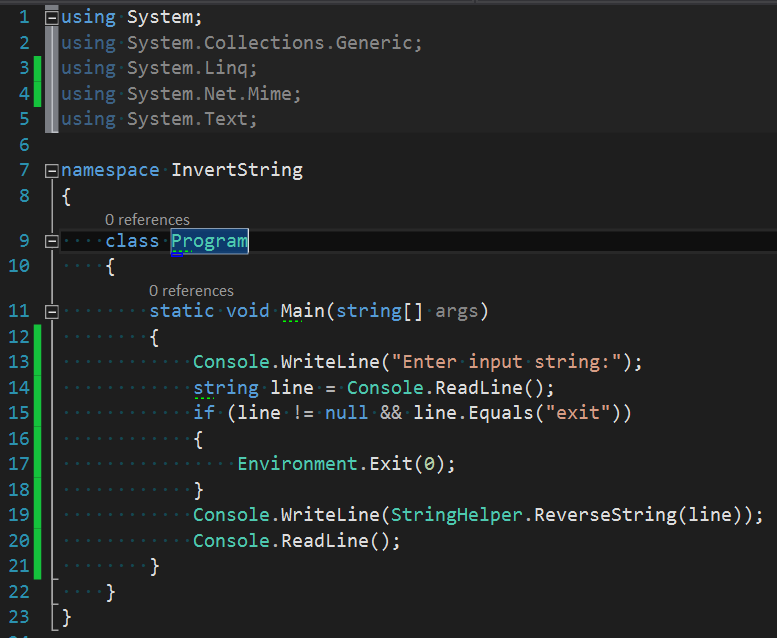 1 using System;
2 using System.Collections.Generic;
3 using System.Linq;
4 using System.Net.Mime;
5 using System.Text;
6
7 namespace InvertString
8 {
0 references
9 class Program
10 {
0 references
11 static void Main(string[] args)
12 {
13 Console.WriteLine("Enter input string:");
14 string line = Console.ReadLine();
15 if (line != null && line.Equals("exit"))
16 {
17 Environment.Exit(0);
18 }
19 Console.WriteLine(StringHelper.ReverseString(line));
20 Console.ReadLine();
21 }
22 }
23 }